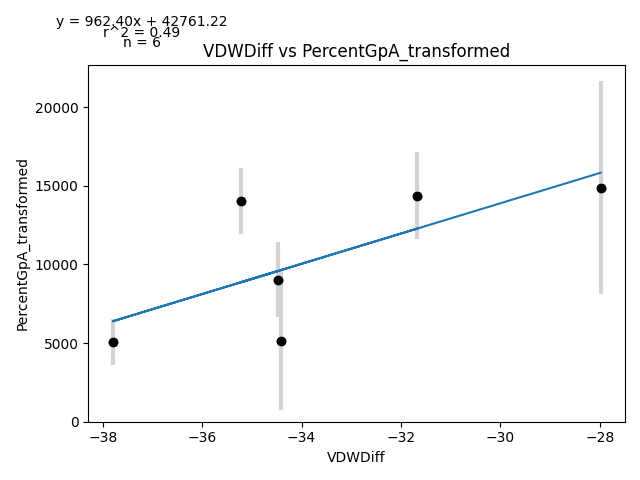 y = 962.40x + 42761.22
r^2 = 0.49
n = 6
VDWDiff vs PercentGpA_transformed
PercentGpA_transformed
20000
15000
10000
5000
0
−38
−36
−34
−32
−30
−28
VDWDiff